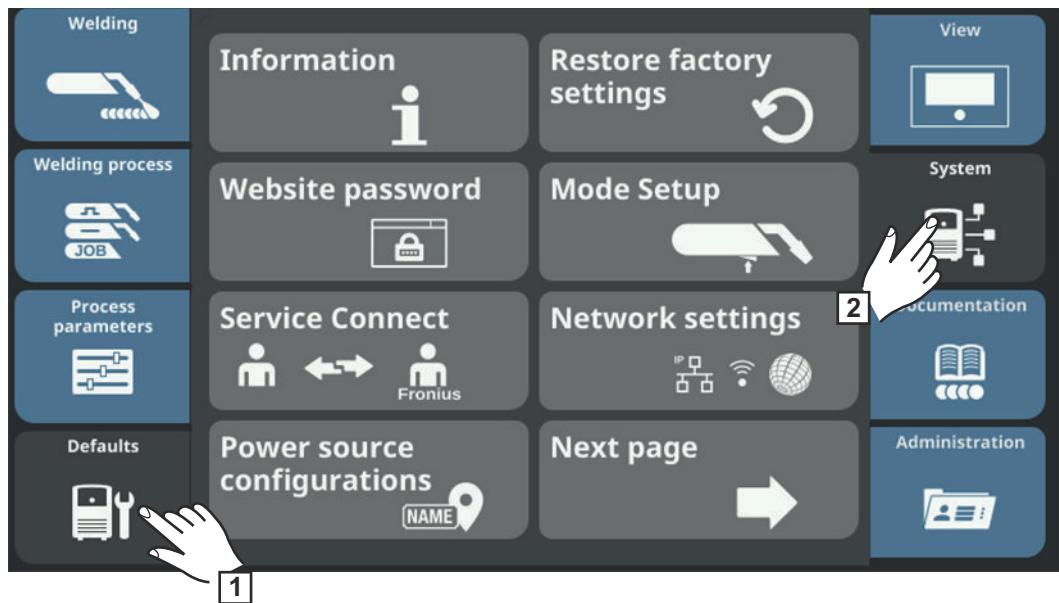 Welding
Welding process
JOB
Process
parameters
Defaults
1
Information
Restore factory
settings
Website password
Mode Setup
Service Connect
Fronius
Network settings
IP
Power source
configurations
NAME
Next page
View
System
2
Documentation
Administration